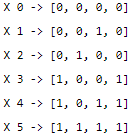 X 0 -> [0, 0, 0, 0]
X 1 -> [0, 0, 1, 0]
X 2 -> [0, 1, 0, 0]
X 3 -> [1, 0, 0, 1]
X 4 -> [1, 0, 1, 1]
X 5 -> [1, 1, 1, 1]